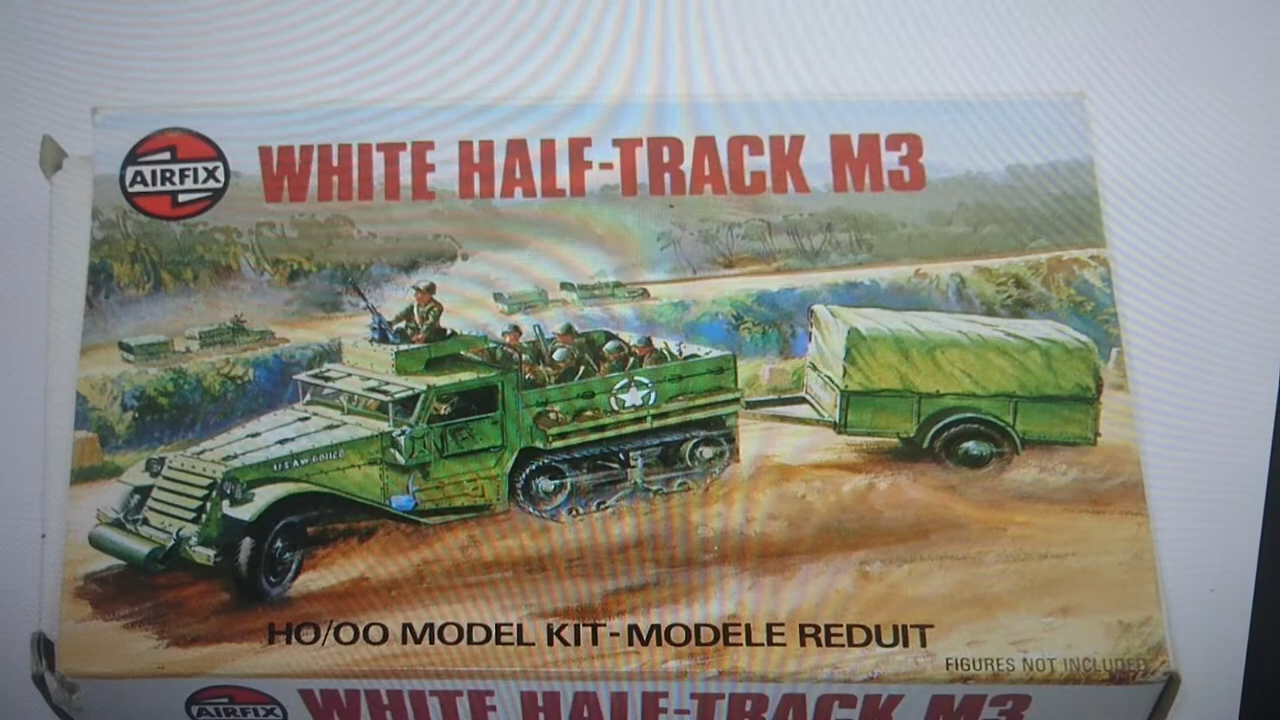 AIRFIX
WHITE HALF-TRACK M3
HO/OO MODEL KIT-MODELE REDUIT
FIGURES NOT INCLUDED
AIRFIX
WHITE HALF-TRACK M3